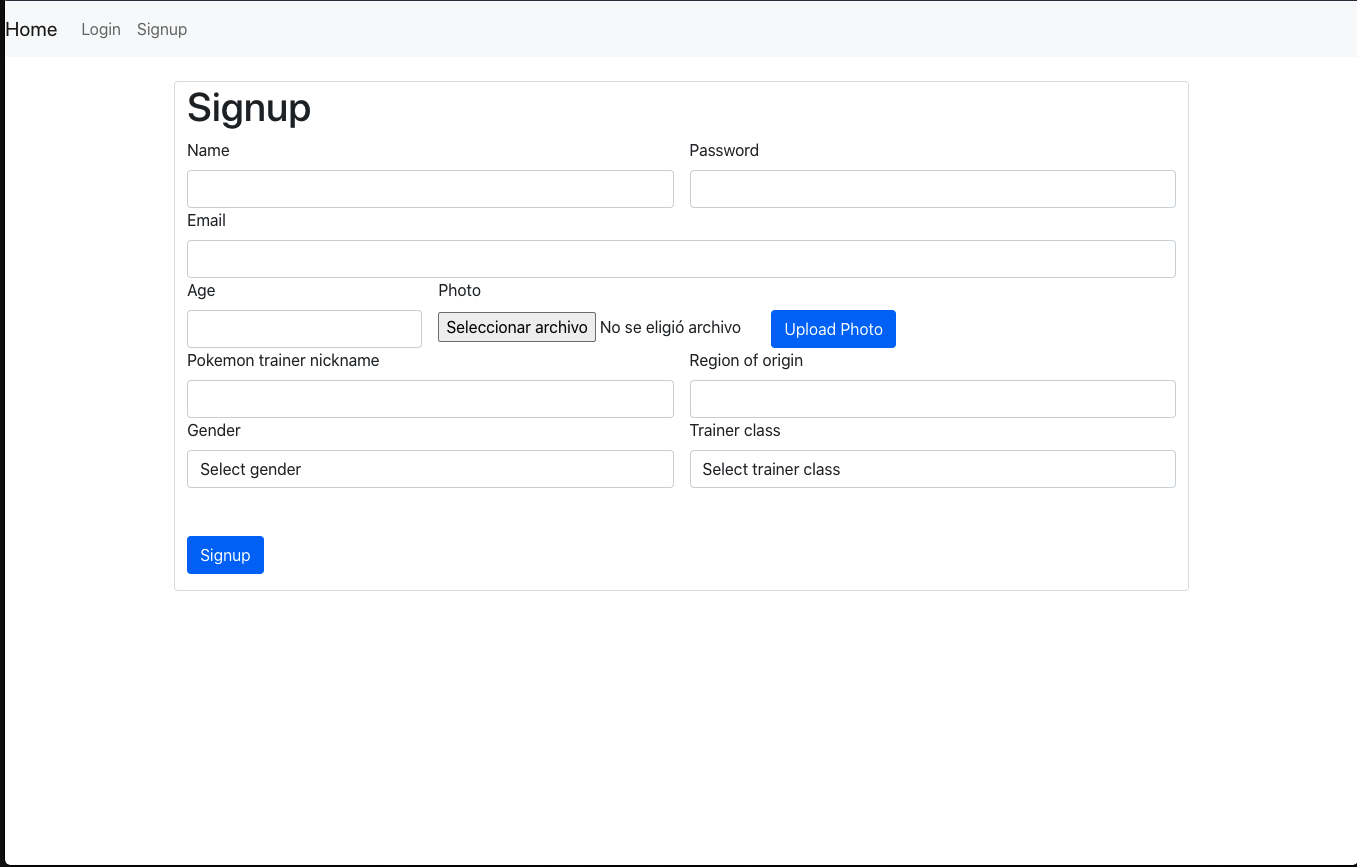 Home Login Signup
Signup
Name Password
Email
Age Photo
Seleccionar archivo No se eligió archivo Upload Photo
Pokemon trainer nickname Region of origin
Gender Trainer class
Select gender Select trainer class
Signup